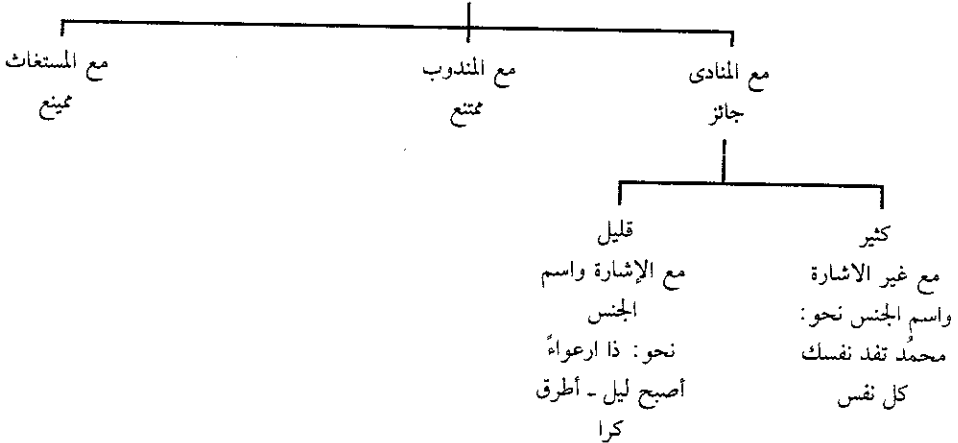 مع المنادى
جائز
مع المندوب
ممتنع
مع المستغاث
ممينع
كثير
مع غير الاشارة
واسم الجنس نحو:
محمدُ تفد نفسك
كل نفس
قليل
مع الإشارة واسم
الجنس
نحو: ذا ارعواءً
أصبح ليل ـ أطرق
كرا